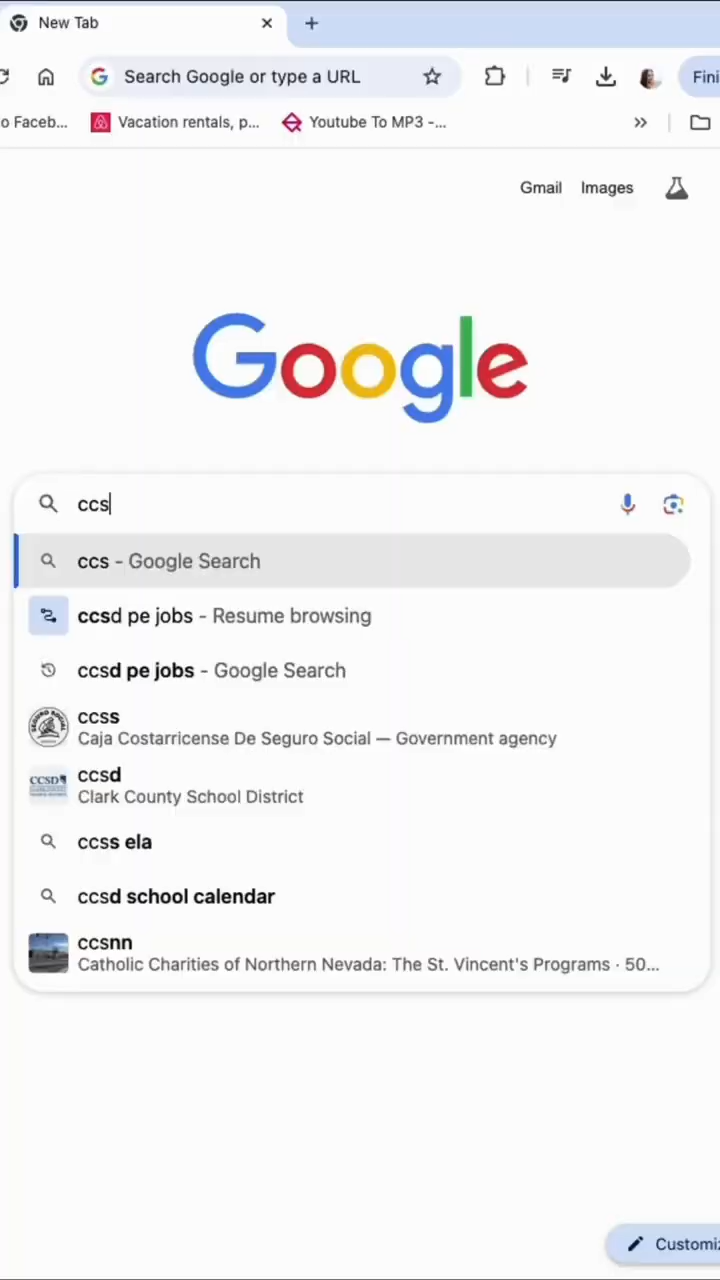 New Tab
Search Google or type a URL
Fini
o Faceb...
Vacation rentals, p...
Youtube To MP3 -...
Gmail
Images
Google
ccs
ccs - Google Search
ccsd pe jobs - Resume browsing
ccsd pe jobs - Google Search
ccss
Caja Costarricense De Seguro Social — Government agency
CCSD
ccsd
Clark County School District
ccss ela
ccsd school calendar
ccsnn
Catholic Charities of Northern Nevada: The St. Vincent's Programs · 50...
Customiz